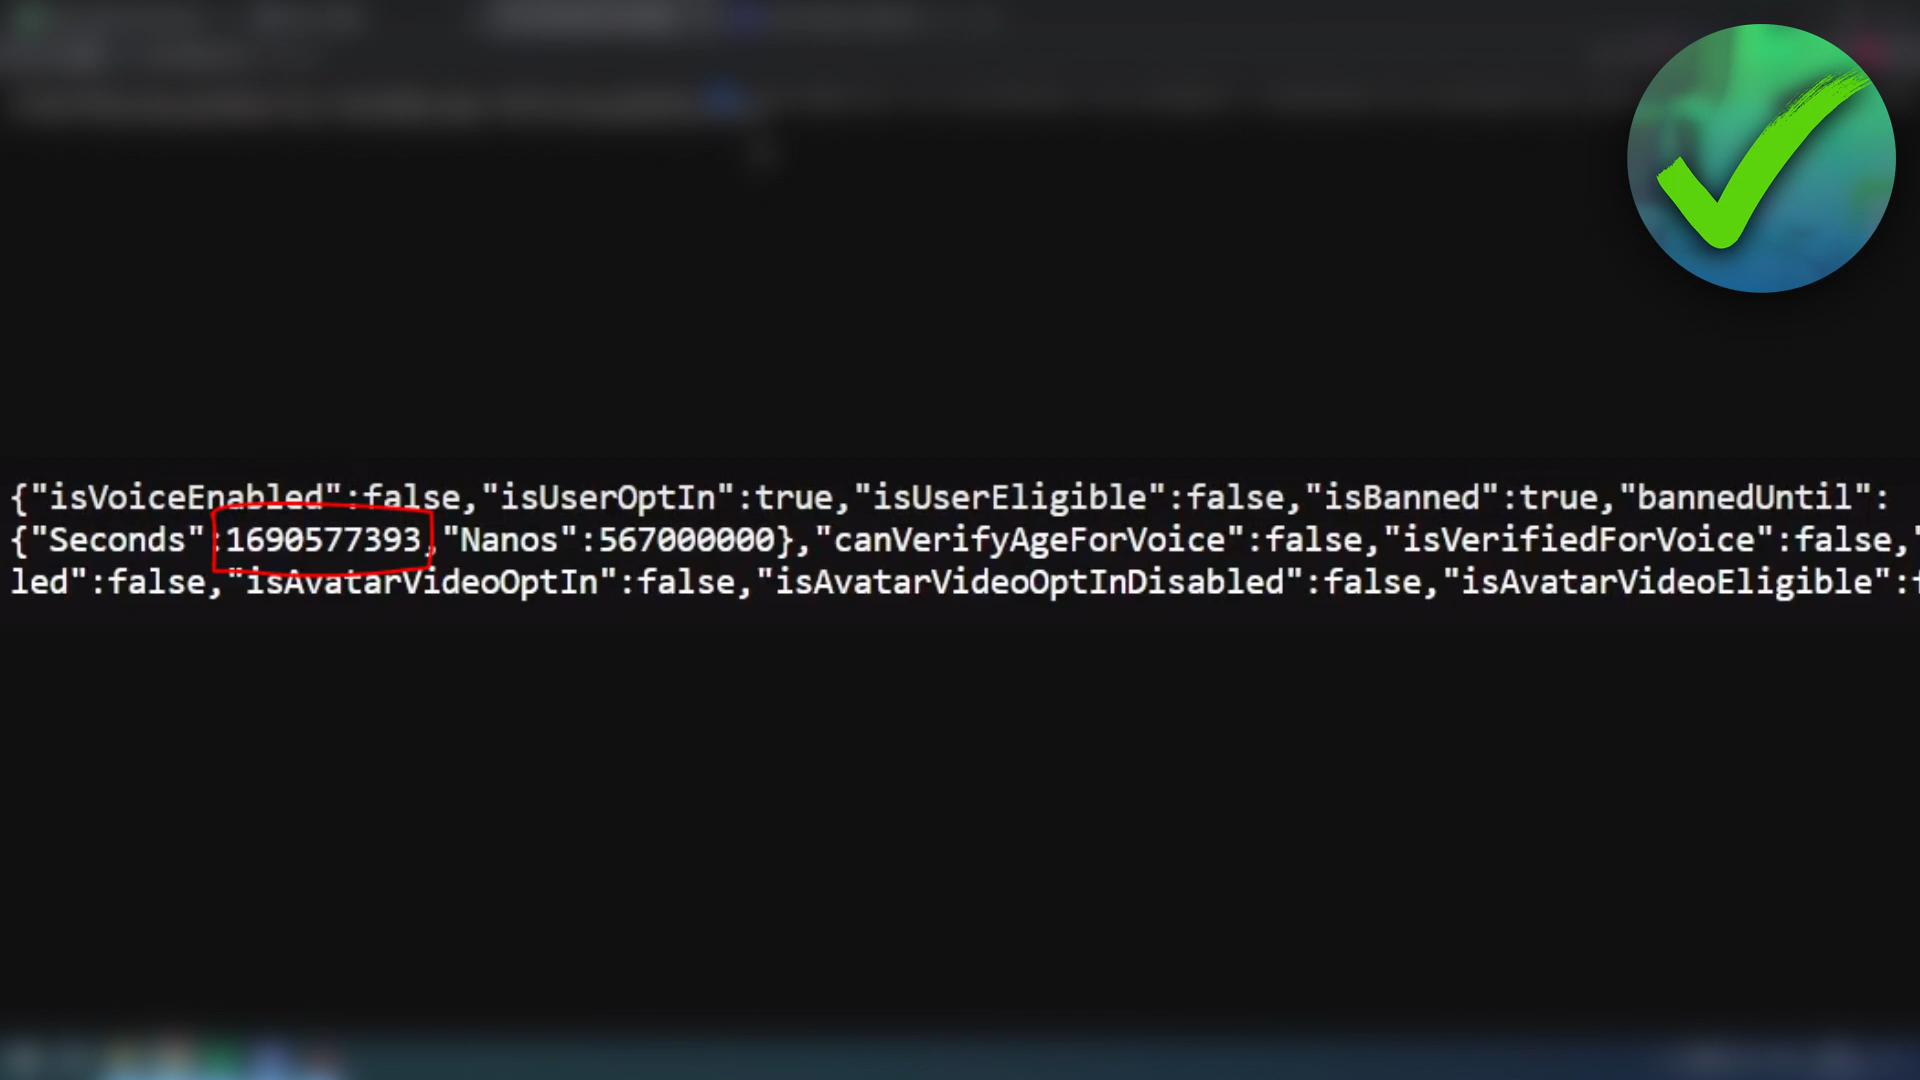 {"isVoiceEnabled":false,"isUserOptIn":true,"isUserEligible":false,"isBanned":true,"bannedUntil":
{"Seconds":1690577393,"Nanos":567000000},"canVerifyAgeForVoice":false,"isVerifiedForVoice":false,"
led":false,"isAvatarVideoOptIn":false,"isAvatarVideoOptInDisabled":false,"isAvatarVideoEligible":f